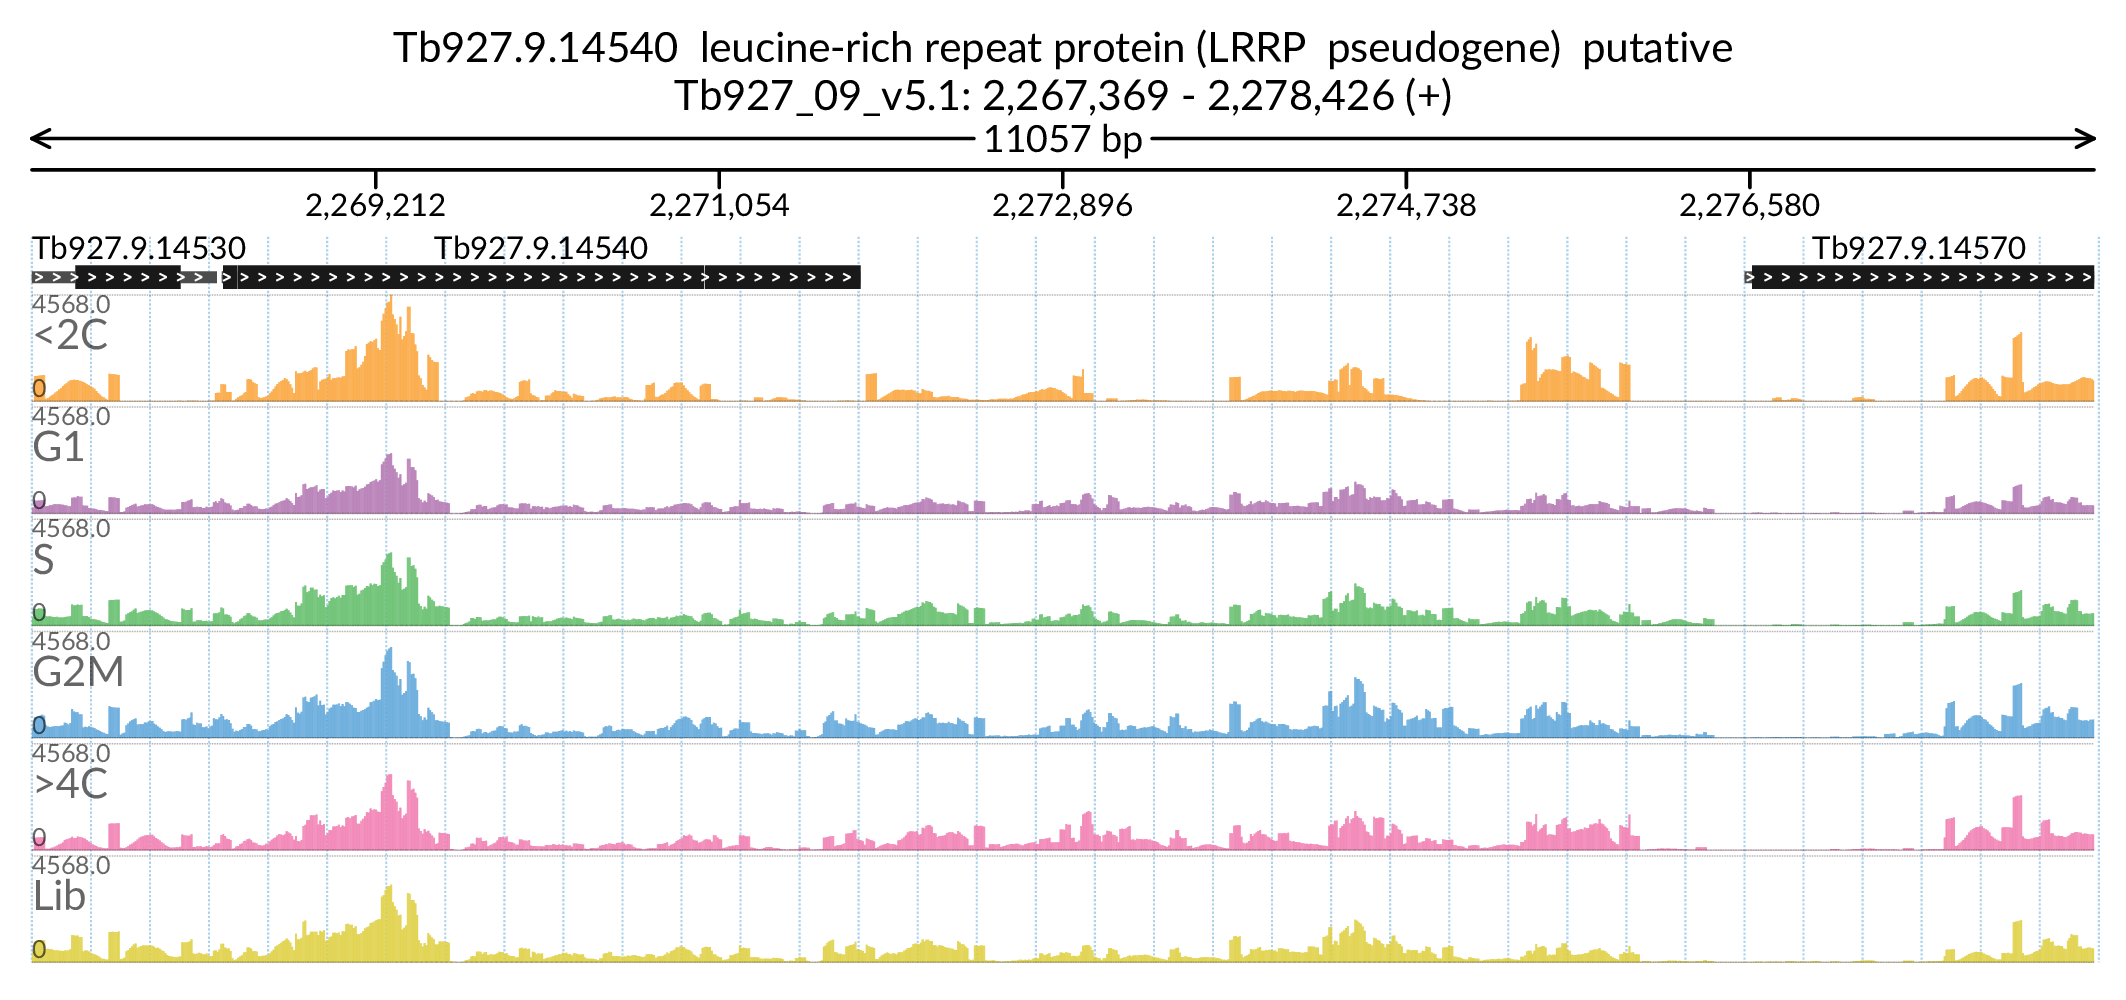 Tb927.9.14540 leucine-rich repeat protein (LRRP pseudogene) putative
Tb927_09_v5.1: 2,267,369 - 2,278,426 (+)
11057 bp
2,269,212 2,271,054 2,272,896 2,274,738 2,276,580
Tb927.9.14530 Tb927.9.14540 Tb927.9.14570
4568.0
<2C
0
4568.0
G1
0
4568.0
S
0
4568.0
G2M
0
4568.0
>4C
0
4568.0
Lib
0